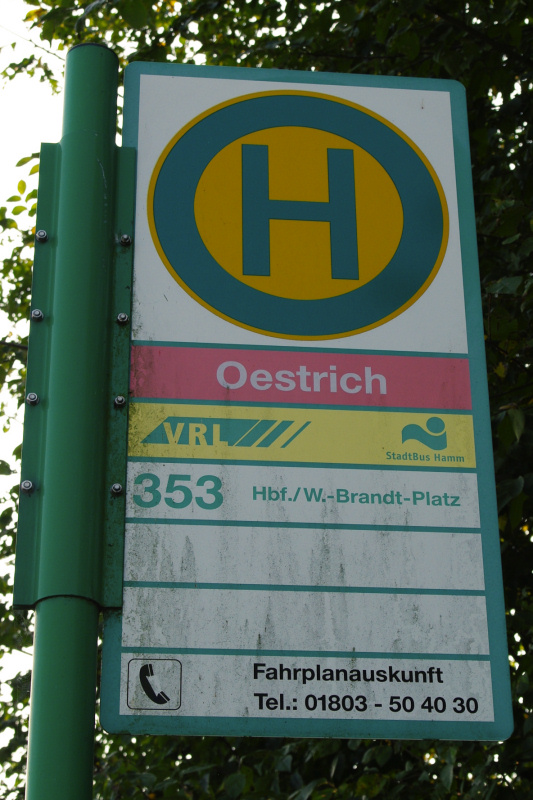 H
Oestrich
VRL
StadtBus Hamm
353 Hbf./W.-Brandt-Platz
Fahrplanauskunft
Tel.: 01803 - 50 40 30